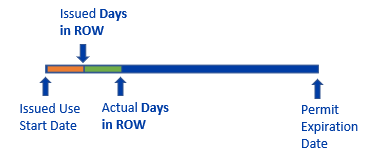 Issued Days
in ROW
Issued Use
Start Date
Actual Days
in ROW
Permit
Expiration
Date